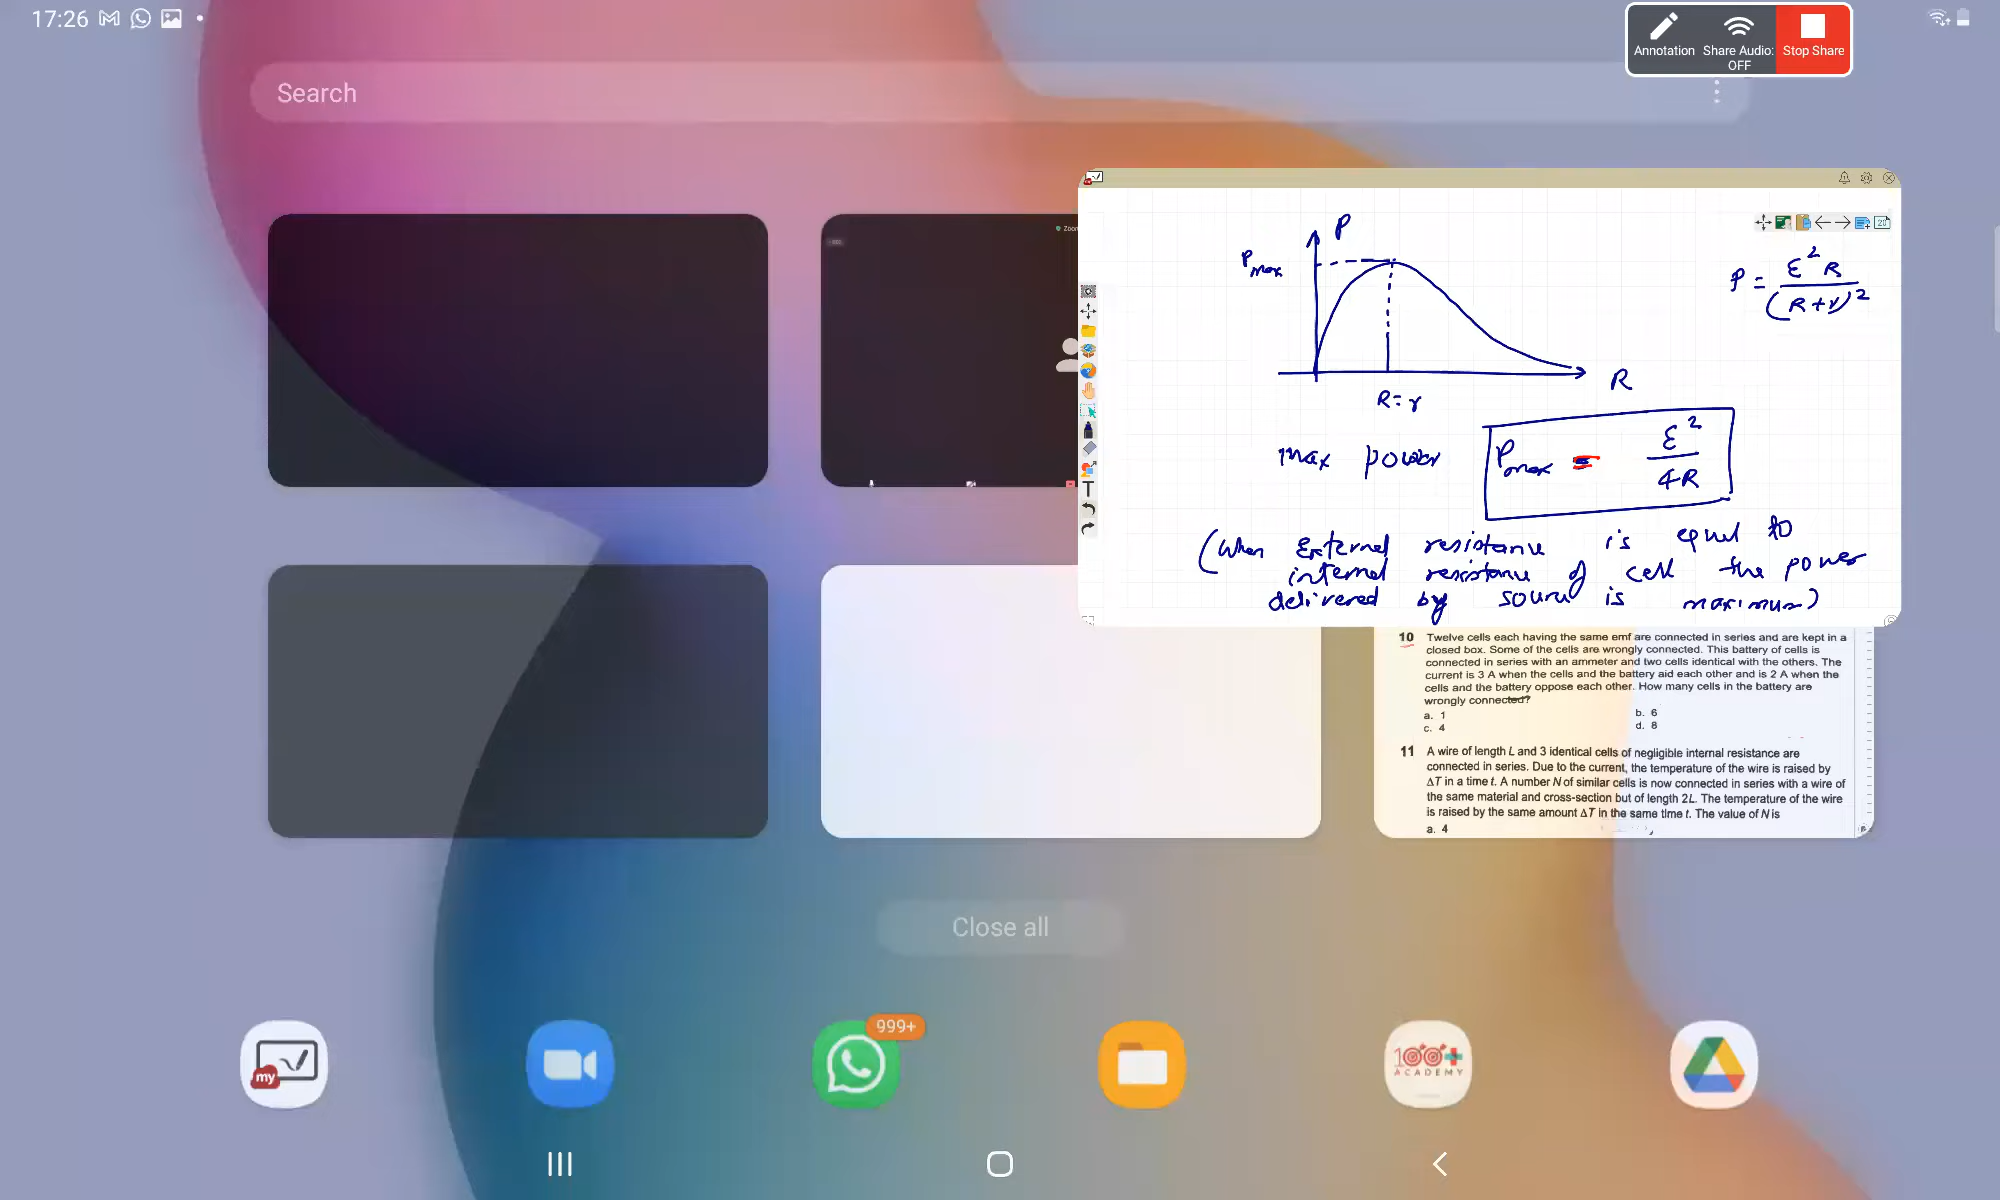 17:26
Annotation
Share Audio: OFF
Stop Share
Search
Zoom
P
Pmax
R = r
R
P = ε² R / (R+r)²
max power
Pmax = ε² / 4R
(when External resistance is equal to
internal resistance of cell the power
delivered by source is maximum)
10 Twelve cells each having the same emf are connected in series and are kept in a
closed box. Some of the cells are wrongly connected. This battery of cells is
connected in series with an ammeter and two cells identical with the others. The
current is 3 A when the cells and the battery aid each other and is 2 A when the
cells and the battery oppose each other. How many cells in the battery are
wrongly connected?
a. 1 b. 6
c. 4 d. 8
11 A wire of length L and 3 identical cells of negligible internal resistance are
connected in series. Due to the current, the temperature of the wire is raised by
ΔT in a time t. A number N of similar cells is now connected in series with a wire of
the same material and cross-section but of length 2L. The temperature of the wire
is raised by the same amount ΔT in the same time t. The value of N is
a. 4
Close all
my
999+
100+
ACADEMY